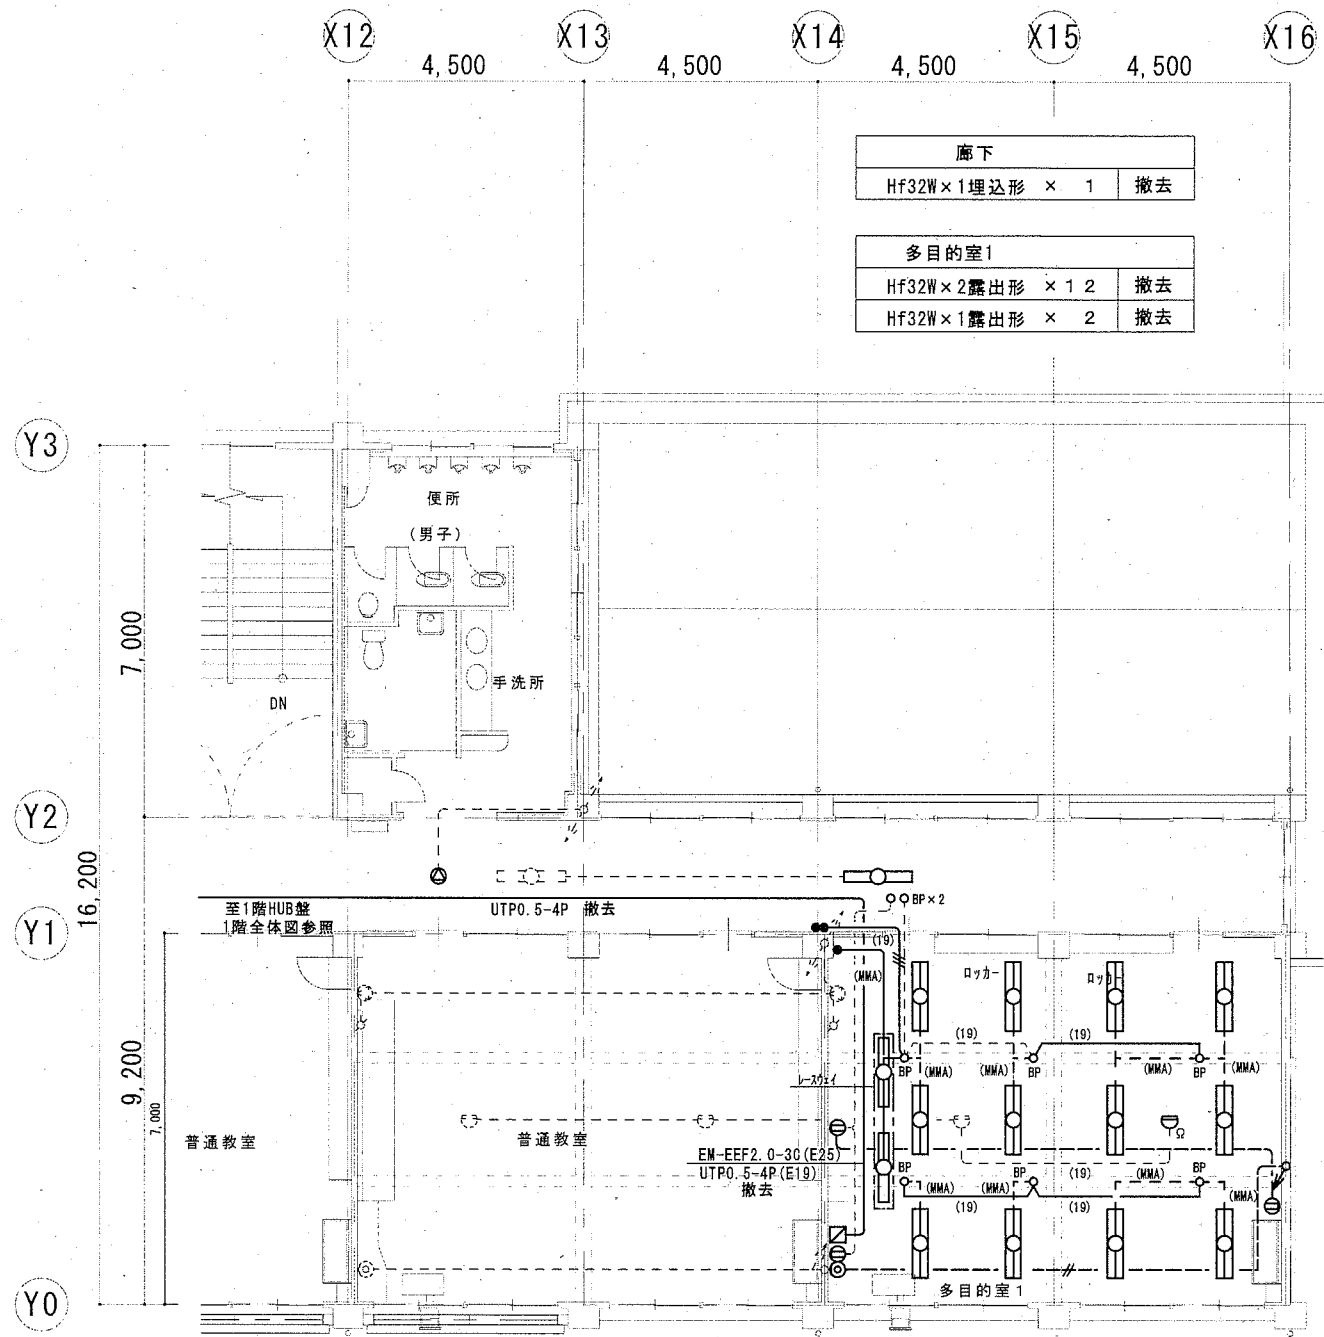 X12
X13
X14
X15
X16
4,500
4,500
4,500
4,500
廊下
Hf32W×1埋込形 × 1 撤去
多目的室1
Hf32W×2露出形 ×12 撤去
Hf32W×1露出形 × 2 撤去
Y3
便所
(男子)
7,000
手洗所
DN
Y2
16,200
BP×2
至1階HUB盤
UTP0.5-4P 撤去
1階全体図参照
Y1
(19)
(MMA)
ロッカー
ロッカー
(19)
(19)
BP
(MMA)
(MMA)
BP
(MMA)
BP
(MMA)
レースウェイ
9,200
7,000
普通教室
普通教室
Ω
EM-EEF2.0-3C(E25)
UTP0.5-4P(E19)
撤去
BP
(MMA)
(MMA)
BP
(19)
(MMA)
BP
(MMA)
(19)
(19)
多目的室1
Y0